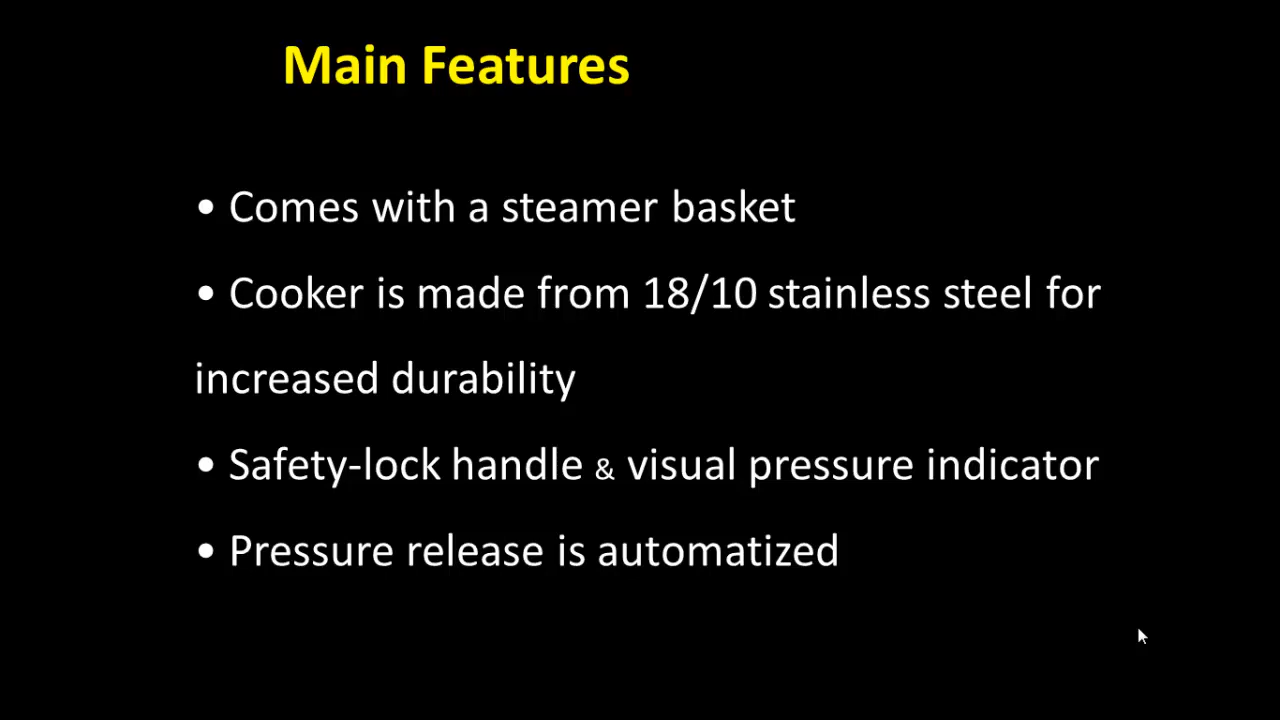 Main Features
• Comes with a steamer basket
• Cooker is made from 18/10 stainless steel for
increased durability
• Safety-lock handle & visual pressure indicator
• Pressure release is automatized